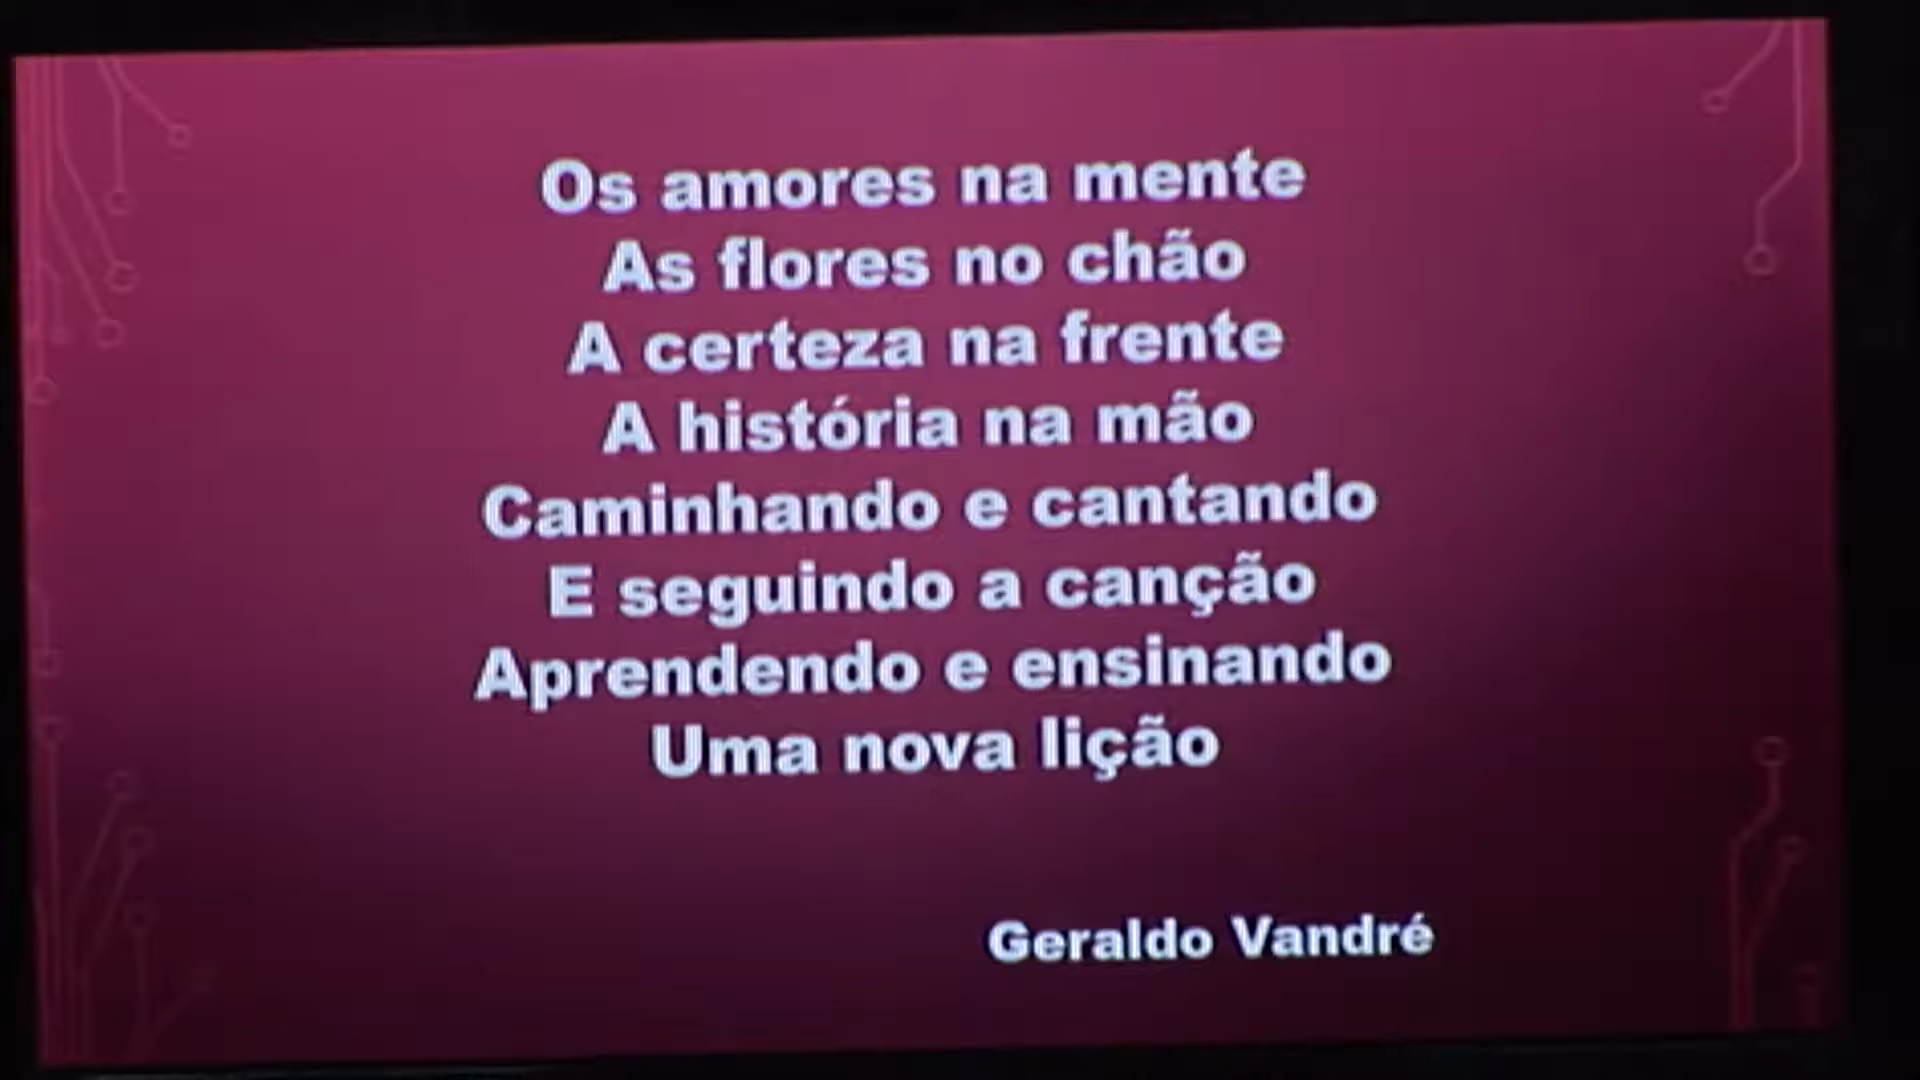 Os amores na mente
As flores no chão
A certeza na frente
A história na mão
Caminhando e cantando
E seguindo a canção
Aprendendo e ensinando
Uma nova lição
Geraldo Vandré